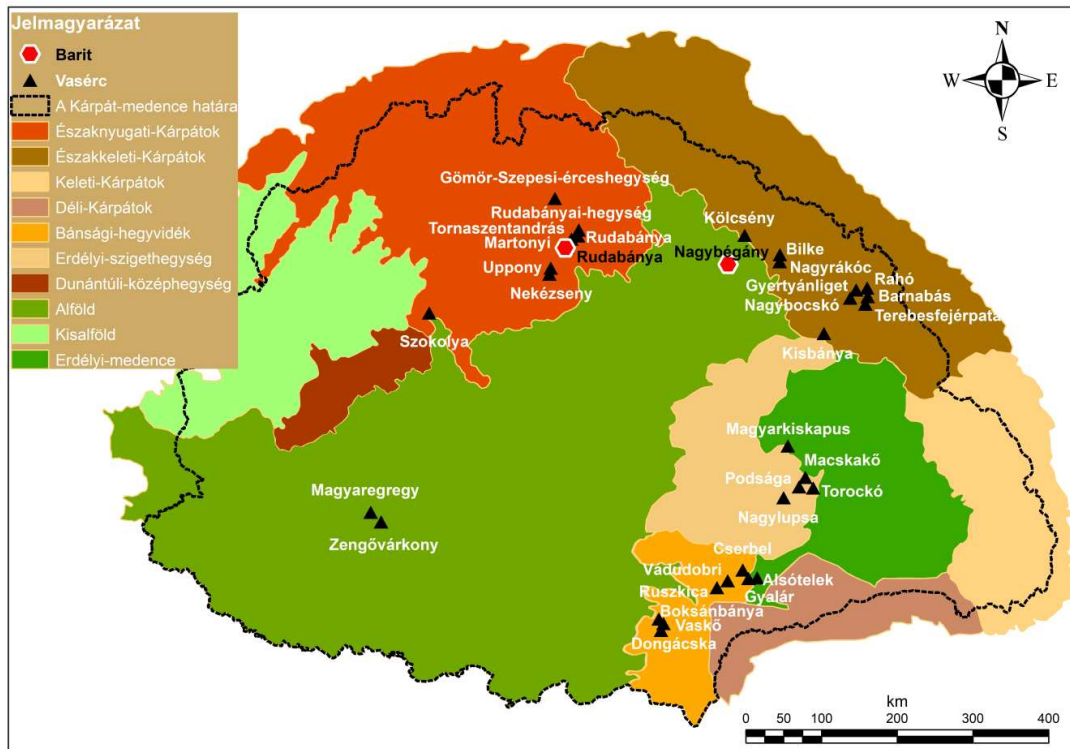 Jelmagyarázat
Barit
Vasérc
A Kárpát-medence határa
Északnyugati-Kárpátok
Északkeleti-Kárpátok
Keleti-Kárpátok
Déli-Kárpátok
Bánsági-hegyvidék
Erdélyi-szigethegység
Dunántúli-középhegység
Alföld
Kisalföld
Erdélyi-medence
N
W
E
S
Gömör-Szepesi-érceshegység
Rudabányai-hegység
Tornaszentandrás
Martonyi
Rudabánya
Rudabánya
Uppony
Nekézseny
Szokolya
Kölcsény
Nagybégány
Bilke
Nagyrákóc
Gyertyánliget
Rahó
Barnabás
Nagybocskó
Terebesfejérpatak
Kisbánya
Magyarkiskapus
Macskakő
Podsága
Torockó
Nagylupsa
Magyaregregy
Zengővárkony
Cserbel
Vádudobri
Alsótelek
Ruszkica
Gyalár
Boksánbánya
Vaskő
Dongácska
km
0 50 100 200 300 400